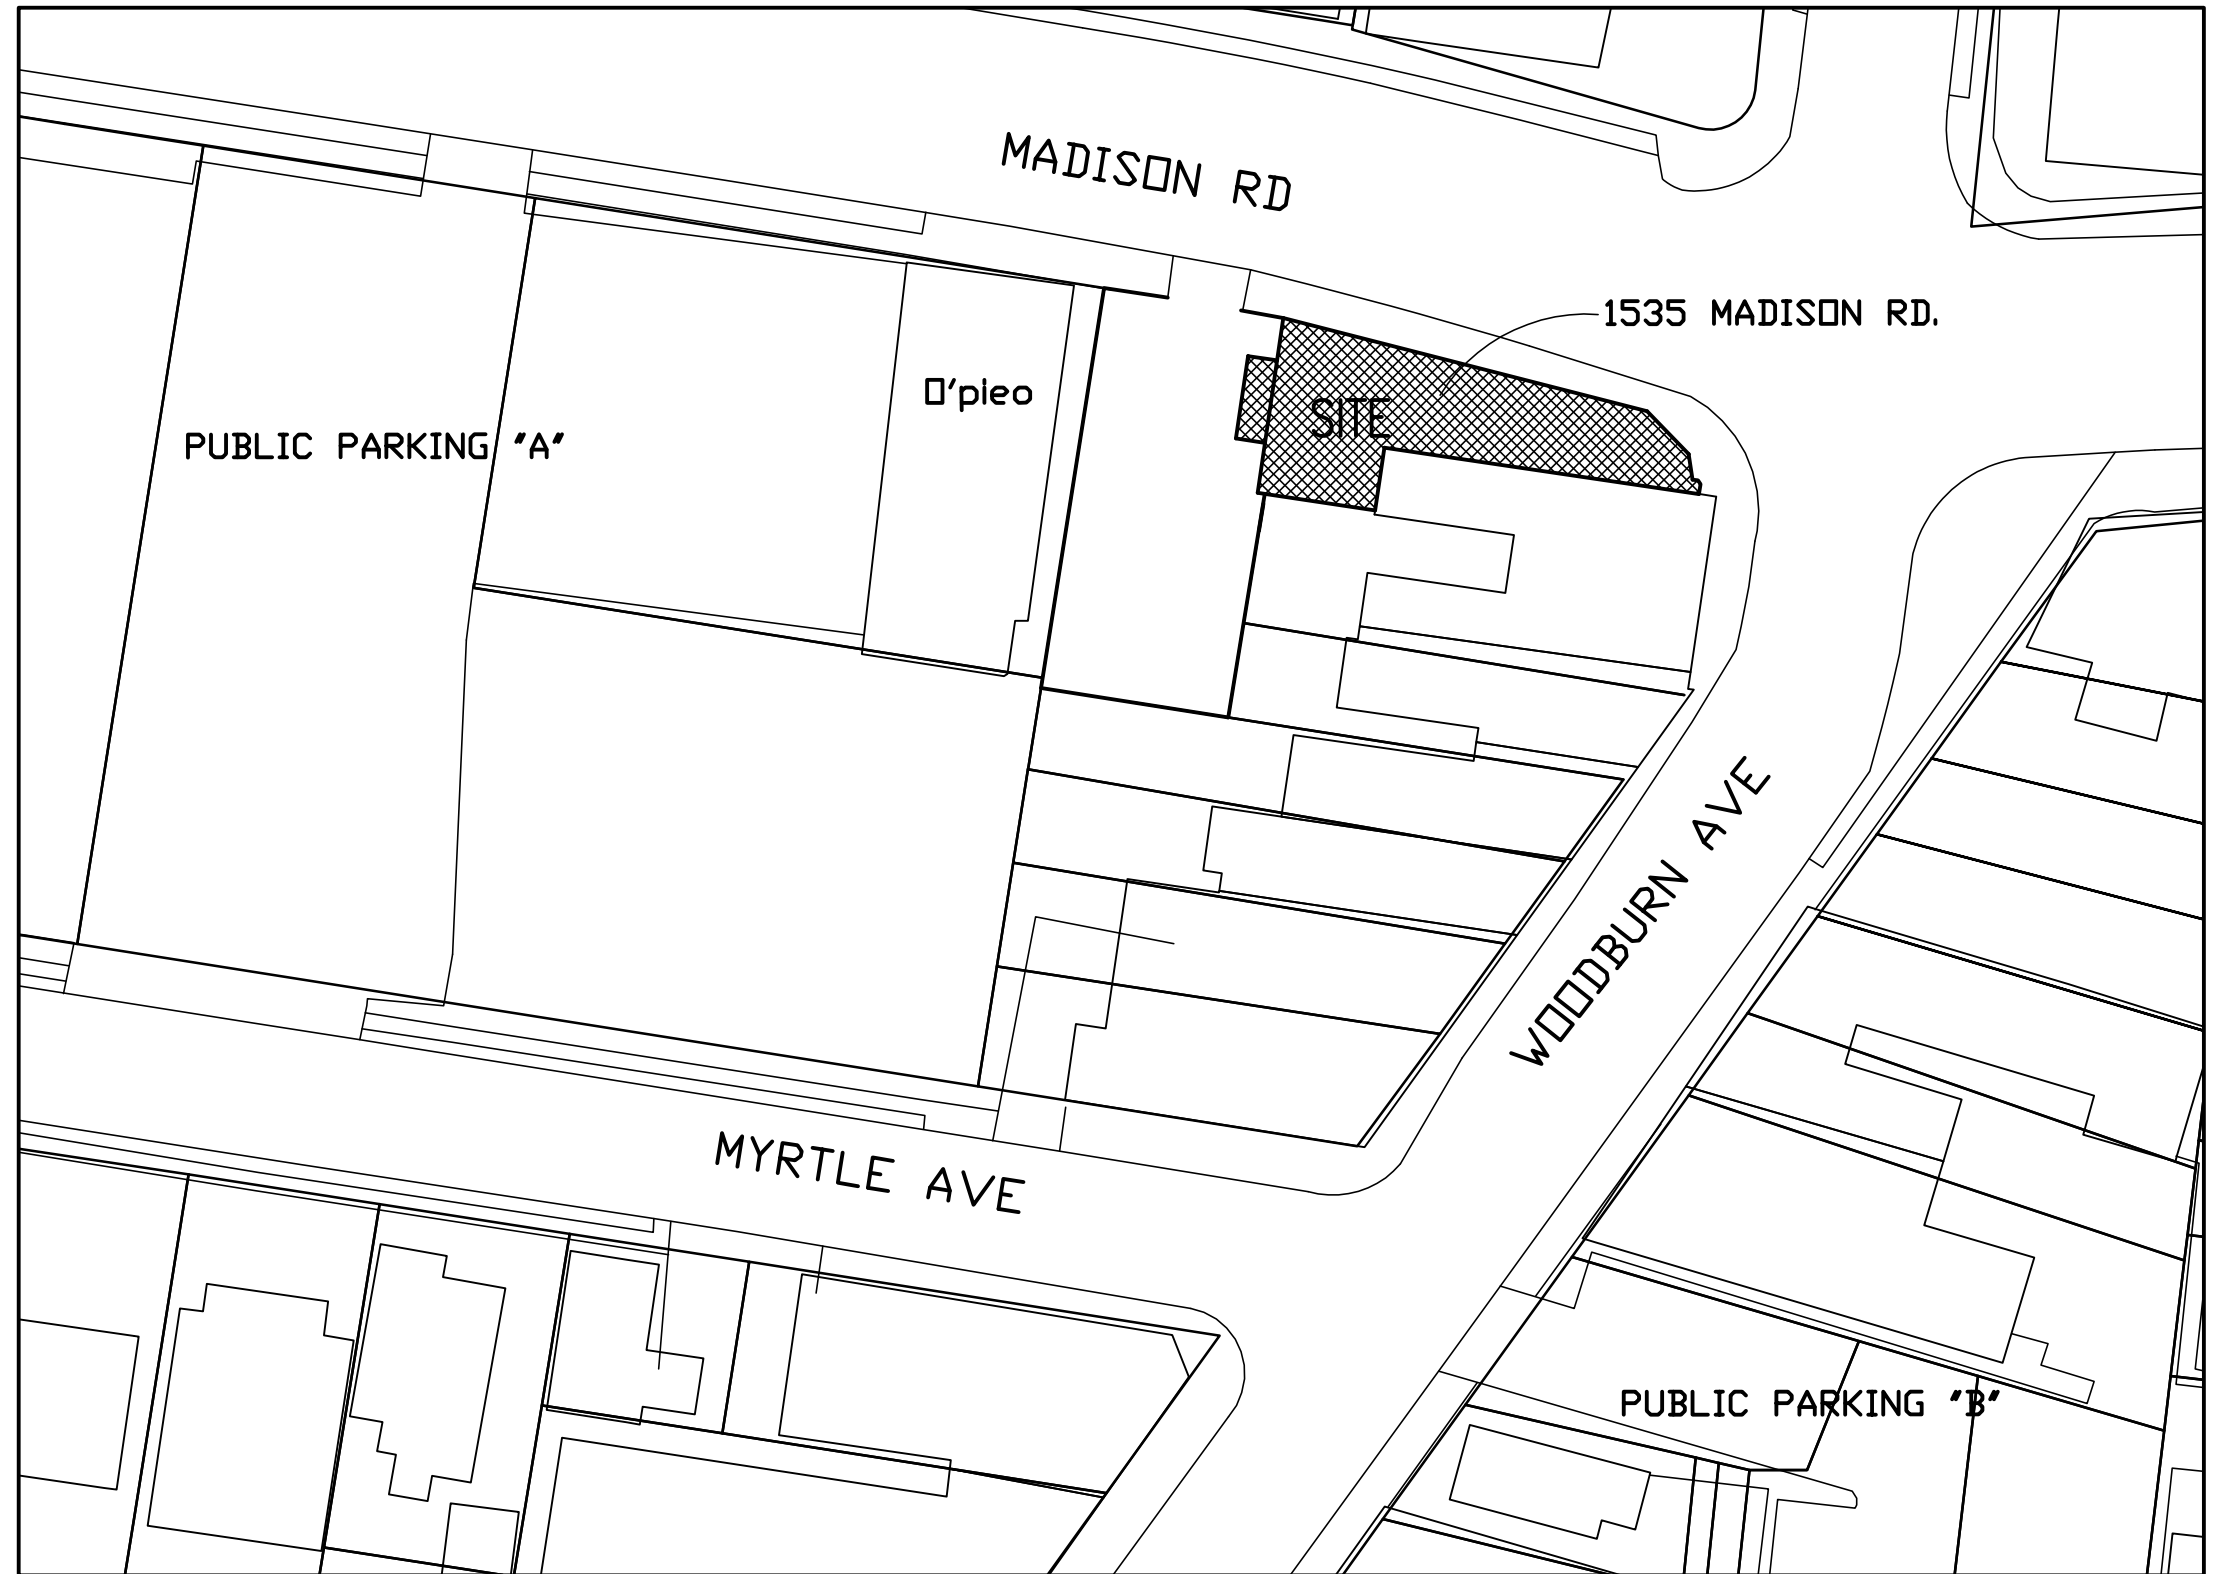 MADISON RD
1535 MADISON RD.
O'pieo
SITE
PUBLIC PARKING "A"
WOODBURN AVE
MYRTLE AVE
PUBLIC PARKING "B"